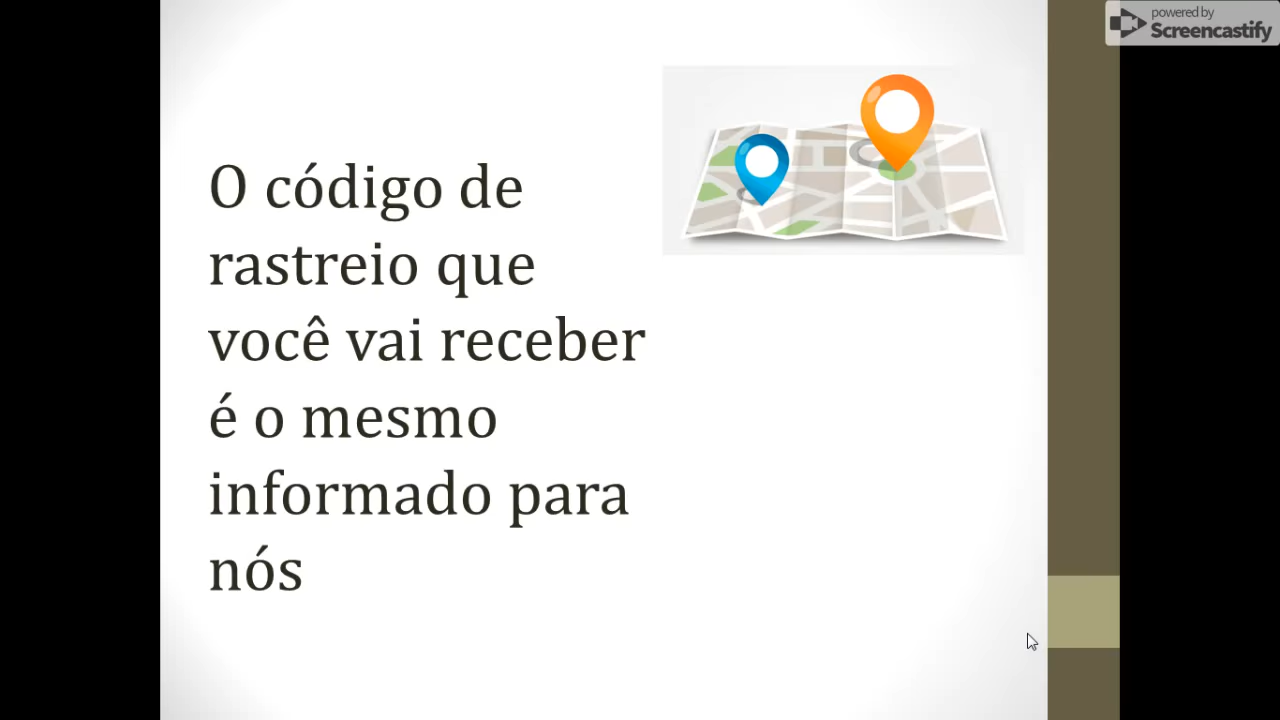 powered by
Screencastify
O código de
rastreio que
você vai receber
é o mesmo
informado para
nós